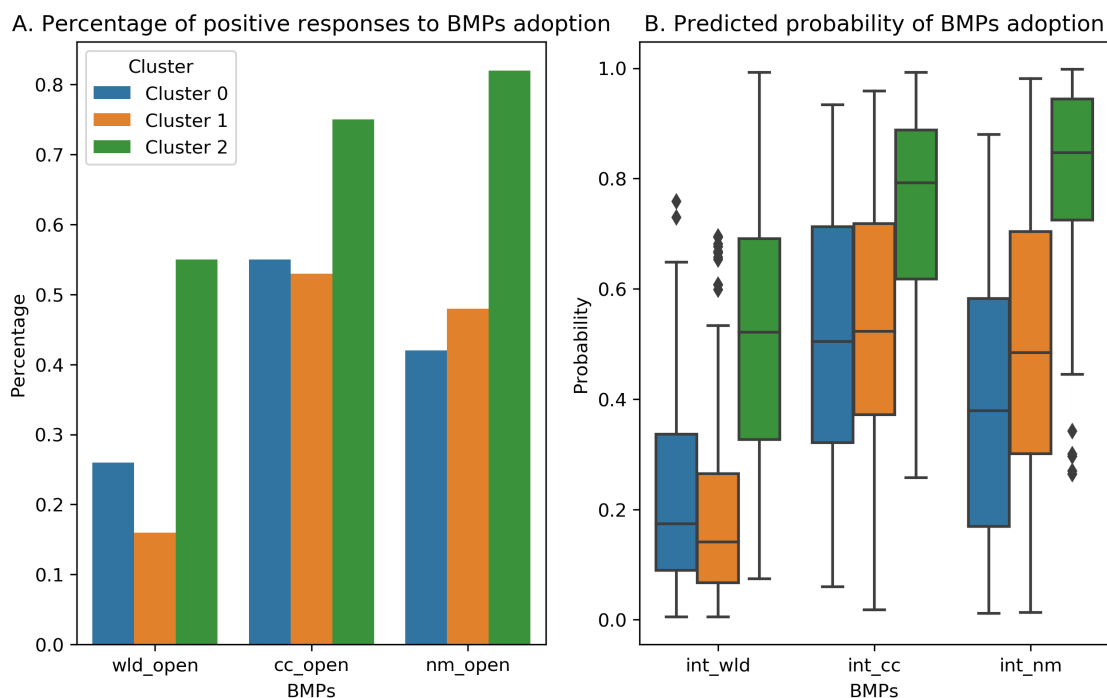 A. Percentage of positive responses to BMPs adoption
Cluster
Cluster 0
Cluster 1
Cluster 2
Percentage
0.8
0.7
0.6
0.5
0.4
0.3
0.2
0.1
0.0
wld_open cc_open nm_open
BMPs
B. Predicted probability of BMPs adoption
Probability
1.0
0.8
0.6
0.4
0.2
0.0
int_wld int_cc int_nm
BMPs